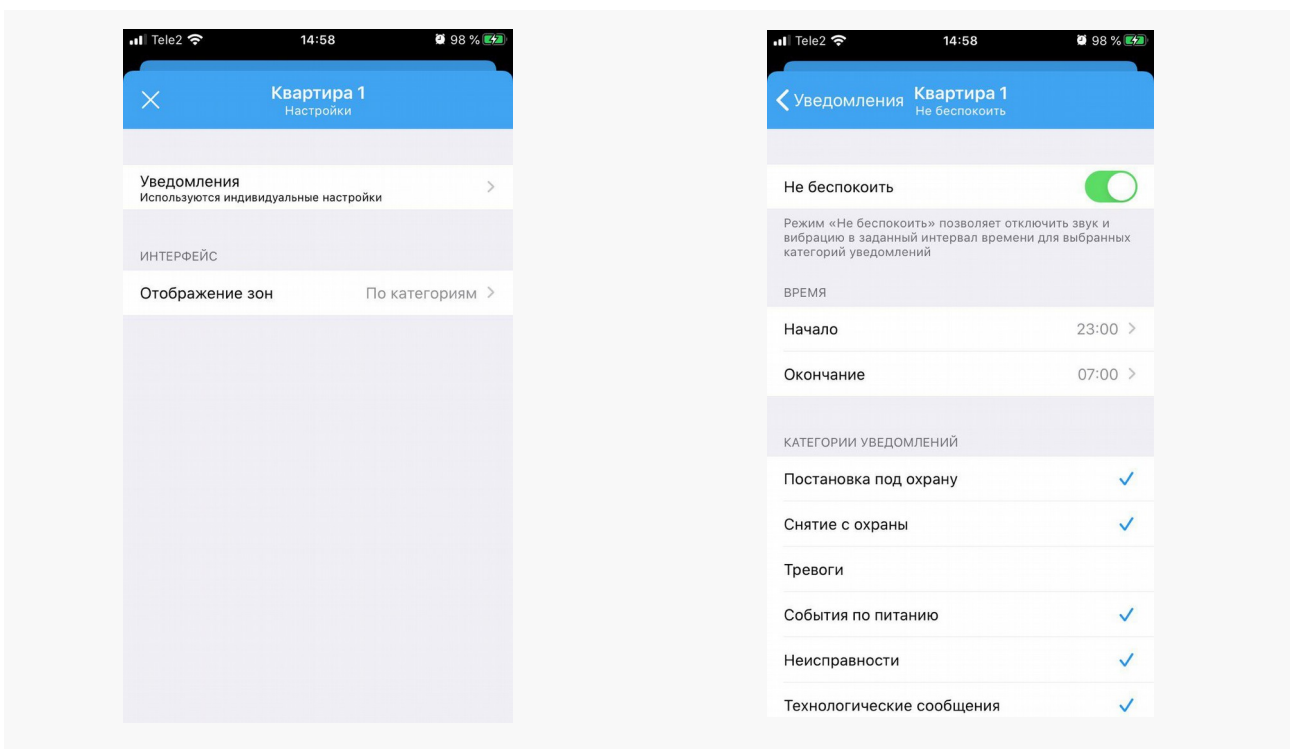 Tele2 14:58 98 %
Квартира 1
Настройки
Уведомления
Используются индивидуальные настройки
ИНТЕРФЕЙС
Отображение зон По категориям
Tele2 14:58 98 %
Уведомления Квартира 1
Не беспокоить
Не беспокоить
Режим «Не беспокоить» позволяет отключить звук и
вибрацию в заданный интервал времени для выбранных
категорий уведомлений
ВРЕМЯ
Начало 23:00
Окончание 07:00
КАТЕГОРИИ УВЕДОМЛЕНИЙ
Постановка под охрану
Снятие с охраны
Тревоги
События по питанию
Неисправности
Технологические сообщения